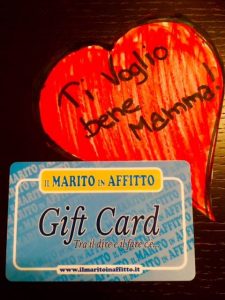 Ti Voglio
bene
Mamma!
IL MARITO IN AFFITTO
Gift Card
Tra il dire e il fare c'è...
www.ilmaritoinaffitto.it